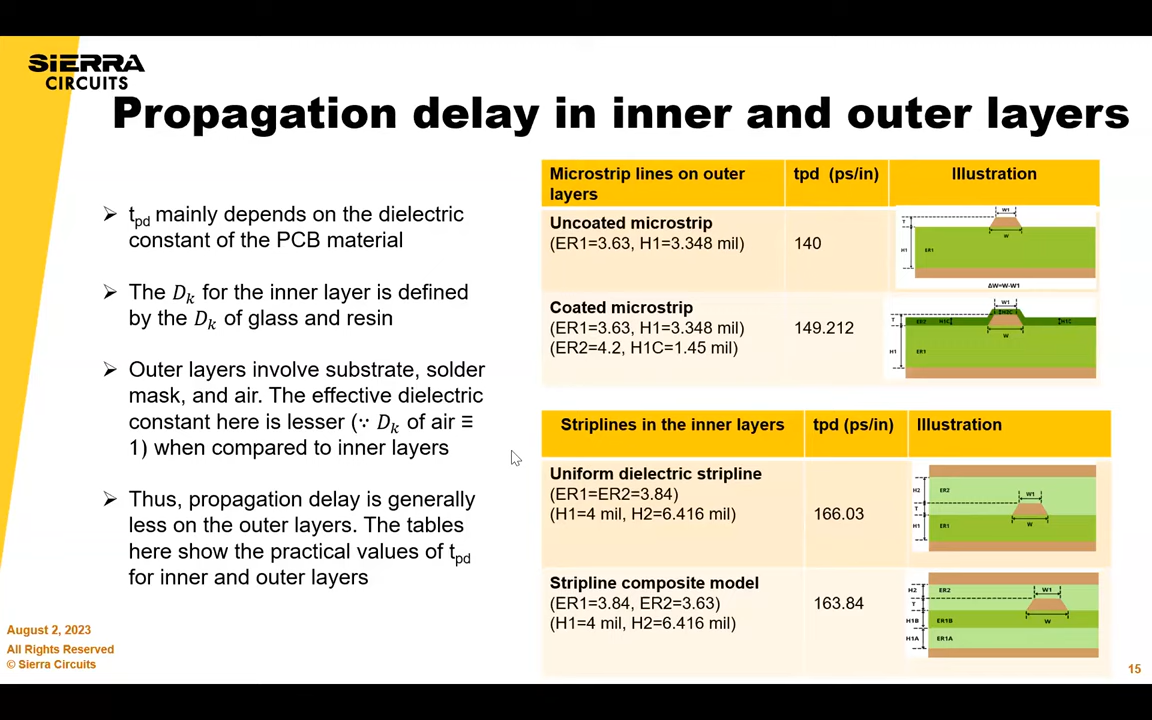 SIERRA
CIRCUITS
Propagation delay in inner and outer layers
➢ tpd mainly depends on the dielectric
constant of the PCB material
➢ The Dk for the inner layer is defined
by the Dk of glass and resin
➢ Outer layers involve substrate, solder
mask, and air. The effective dielectric
constant here is lesser (∵ Dk of air ≡
1) when compared to inner layers
➢ Thus, propagation delay is generally
less on the outer layers. The tables
here show the practical values of tpd
for inner and outer layers
Microstrip lines on outer
layers
tpd (ps/in)
Illustration
Uncoated microstrip
(ER1=3.63, H1=3.348 mil)
140
W1
T
W
H1
ER1
ΔW=W-W1
Coated microstrip
(ER1=3.63, H1=3.348 mil)
(ER2=4.2, H1C=1.45 mil)
149.212
W1
H2C
T
ER2
H1C
H1C
W
H1
ER1
Striplines in the inner layers
tpd (ps/in)
Illustration
Uniform dielectric stripline
(ER1=ER2=3.84)
(H1=4 mil, H2=6.416 mil)
166.03
H2
ER2
W1
T
W
H1
ER1
Stripline composite model
(ER1=3.84, ER2=3.63)
(H1=4 mil, H2=6.416 mil)
163.84
H2
ER2
W1
T
W
H1B
ER1B
H1A
ER1A
August 2, 2023
All Rights Reserved
© Sierra Circuits
15